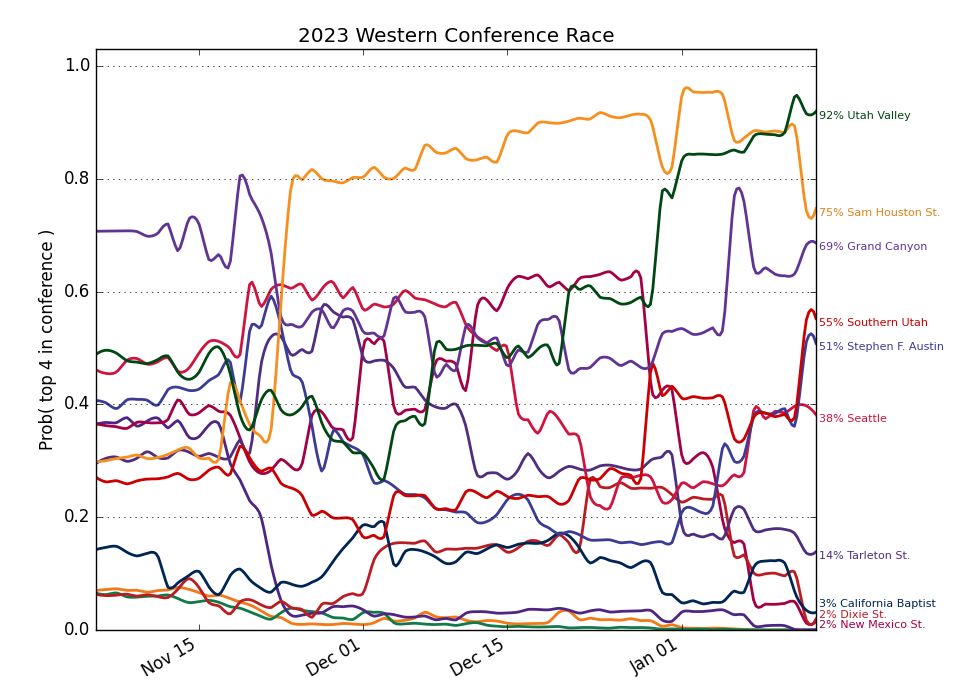 2023 Western Conference Race
Prob( top 4 in conference )
1.0
0.8
0.6
0.4
0.2
0.0
Nov 15
Dec 01
Dec 15
Jan 01
92% Utah Valley
75% Sam Houston St.
69% Grand Canyon
55% Southern Utah
51% Stephen F. Austin
38% Seattle
14% Tarleton St.
3% California Baptist
2% Dixie St.
2% New Mexico St.